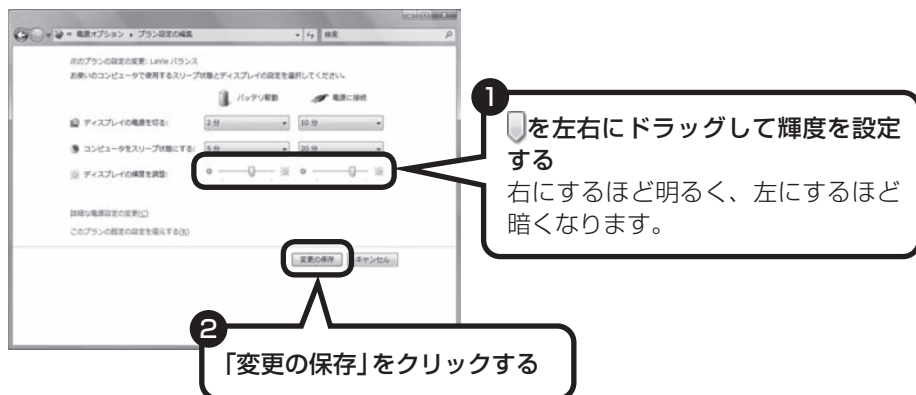 電源オプション ▸ プラン設定の編集
検索
次のプランの設定の変更: LaVie バランス
お使いのコンピュータで使用するスリープ状態とディスプレイの設定を選択してください。
バッテリ駆動 電源に接続
ディスプレイの電源を切る: 2 分 10 分
コンピュータをスリープ状態にする: 5 分 20 分
ディスプレイの輝度を調整:
詳細な電源設定の変更(C)
このプランの既定の設定を復元する(R)
変更の保存 キャンセル
1
を左右にドラッグして輝度を設定
する
右にするほど明るく、左にするほど
暗くなります。
2
「変更の保存」をクリックする